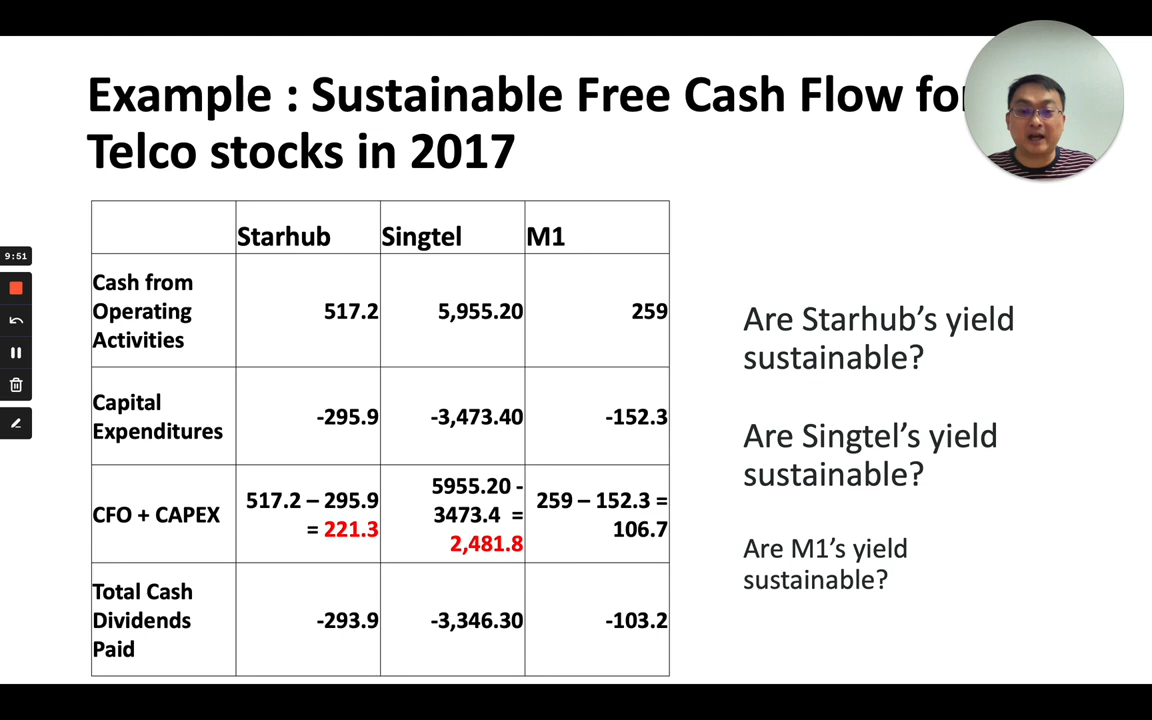 Example : Sustainable Free Cash Flow for
Telco stocks in 2017
9:51
Starhub Singtel M1
Cash from
Operating
Activities
517.2 5,955.20 259
Capital
Expenditures
-295.9 -3,473.40 -152.3
CFO + CAPEX
517.2 – 295.9
= 221.3
5955.20 -
3473.4 =
2,481.8
259 – 152.3 =
106.7
Total Cash
Dividends
Paid
-293.9 -3,346.30 -103.2
Are Starhub’s yield
sustainable?
Are Singtel’s yield
sustainable?
Are M1’s yield
sustainable?